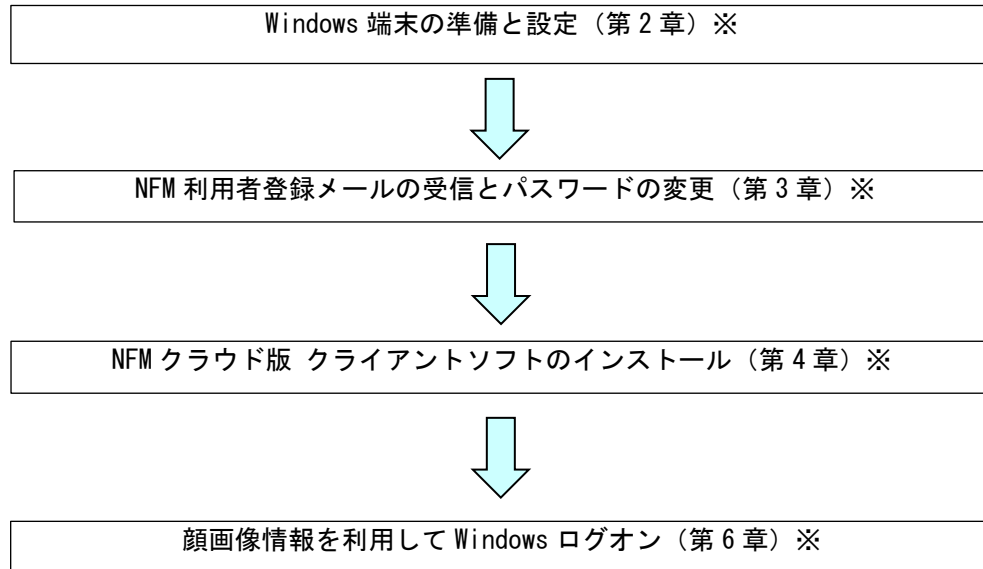 Windows 端末の準備と設定（第2章）※
NFM 利用者登録メールの受信とパスワードの変更（第3章）※
NFM クラウド版 クライアントソフトのインストール（第4章）※
顔画像情報を利用して Windows ログオン（第6章）※